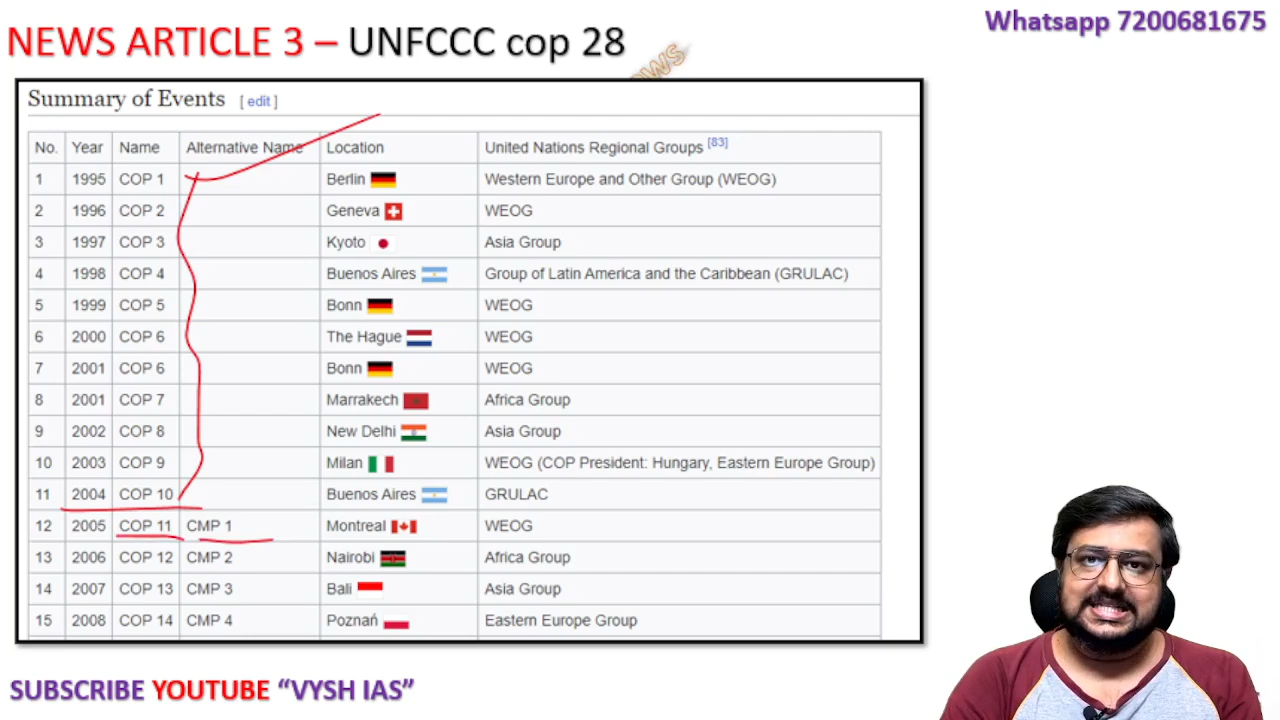 Whatsapp 7200681675
NEWS ARTICLE 3 – UNFCCC cop 28
Summary of Events [ edit ]
No. Year Name Alternative Name Location United Nations Regional Groups [83]
1 1995 COP 1 Berlin Western Europe and Other Group (WEOG)
2 1996 COP 2 Geneva WEOG
3 1997 COP 3 Kyoto Asia Group
4 1998 COP 4 Buenos Aires Group of Latin America and the Caribbean (GRULAC)
5 1999 COP 5 Bonn WEOG
6 2000 COP 6 The Hague WEOG
7 2001 COP 6 Bonn WEOG
8 2001 COP 7 Marrakech Africa Group
9 2002 COP 8 New Delhi Asia Group
10 2003 COP 9 Milan WEOG (COP President: Hungary, Eastern Europe Group)
11 2004 COP 10 Buenos Aires GRULAC
12 2005 COP 11 CMP 1 Montreal WEOG
13 2006 COP 12 CMP 2 Nairobi Africa Group
14 2007 COP 13 CMP 3 Bali Asia Group
15 2008 COP 14 CMP 4 Poznań Eastern Europe Group
SUBSCRIBE YOUTUBE “VYSH IAS”